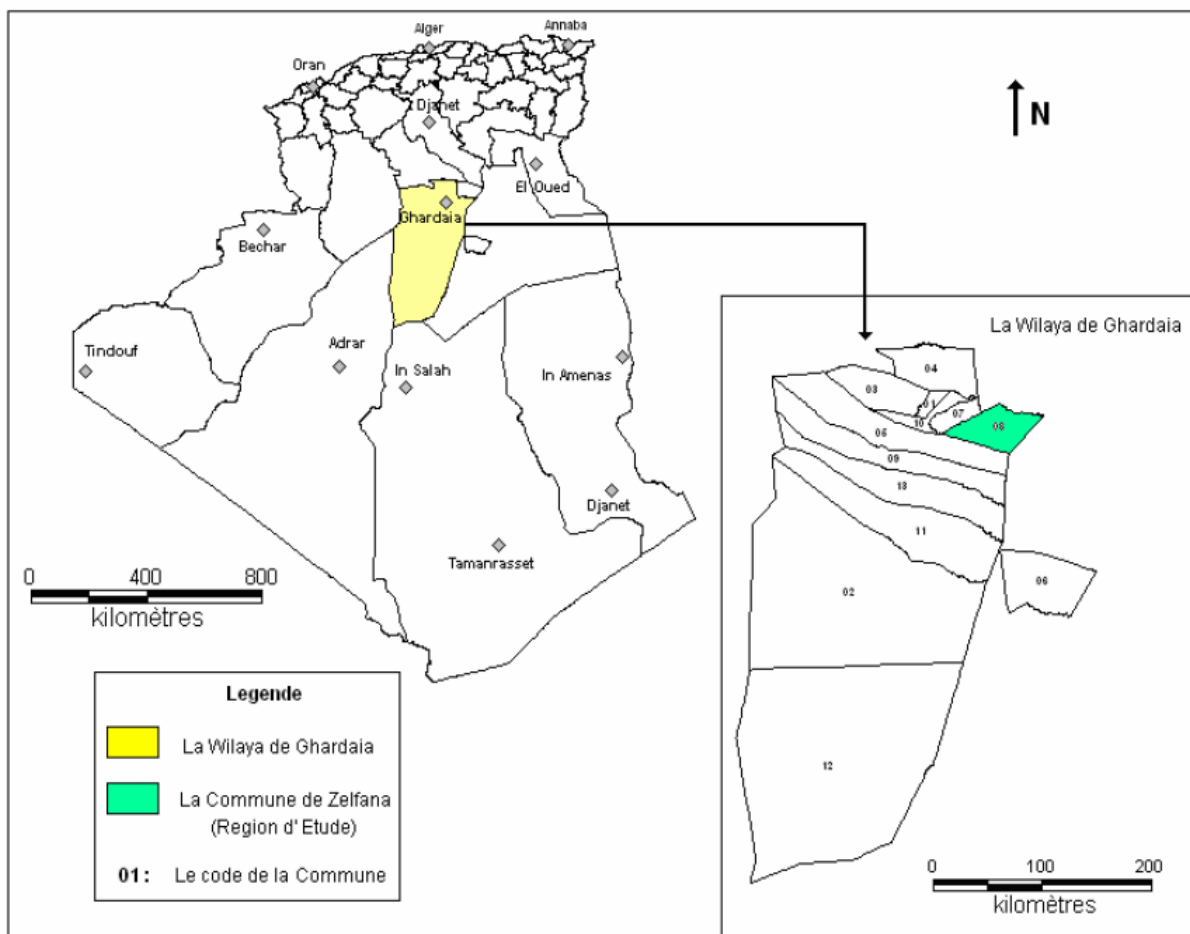 Alger
Annaba
Oran
Djanet
N
El Oued
Ghardaia
Bechar
Tindouf
Adrar
In Salah
In Amenas
Djanet
Tamanrasset
0 400 800
kilomètres
Legende
La Wilaya de Ghardaia
La Commune de Zelfana
(Region d' Etude)
01 : Le code de la Commune
La Wilaya de Ghardaia
04
03
01
07
10
08
05
09
13
11
06
02
12
0 100 200
kilomètres